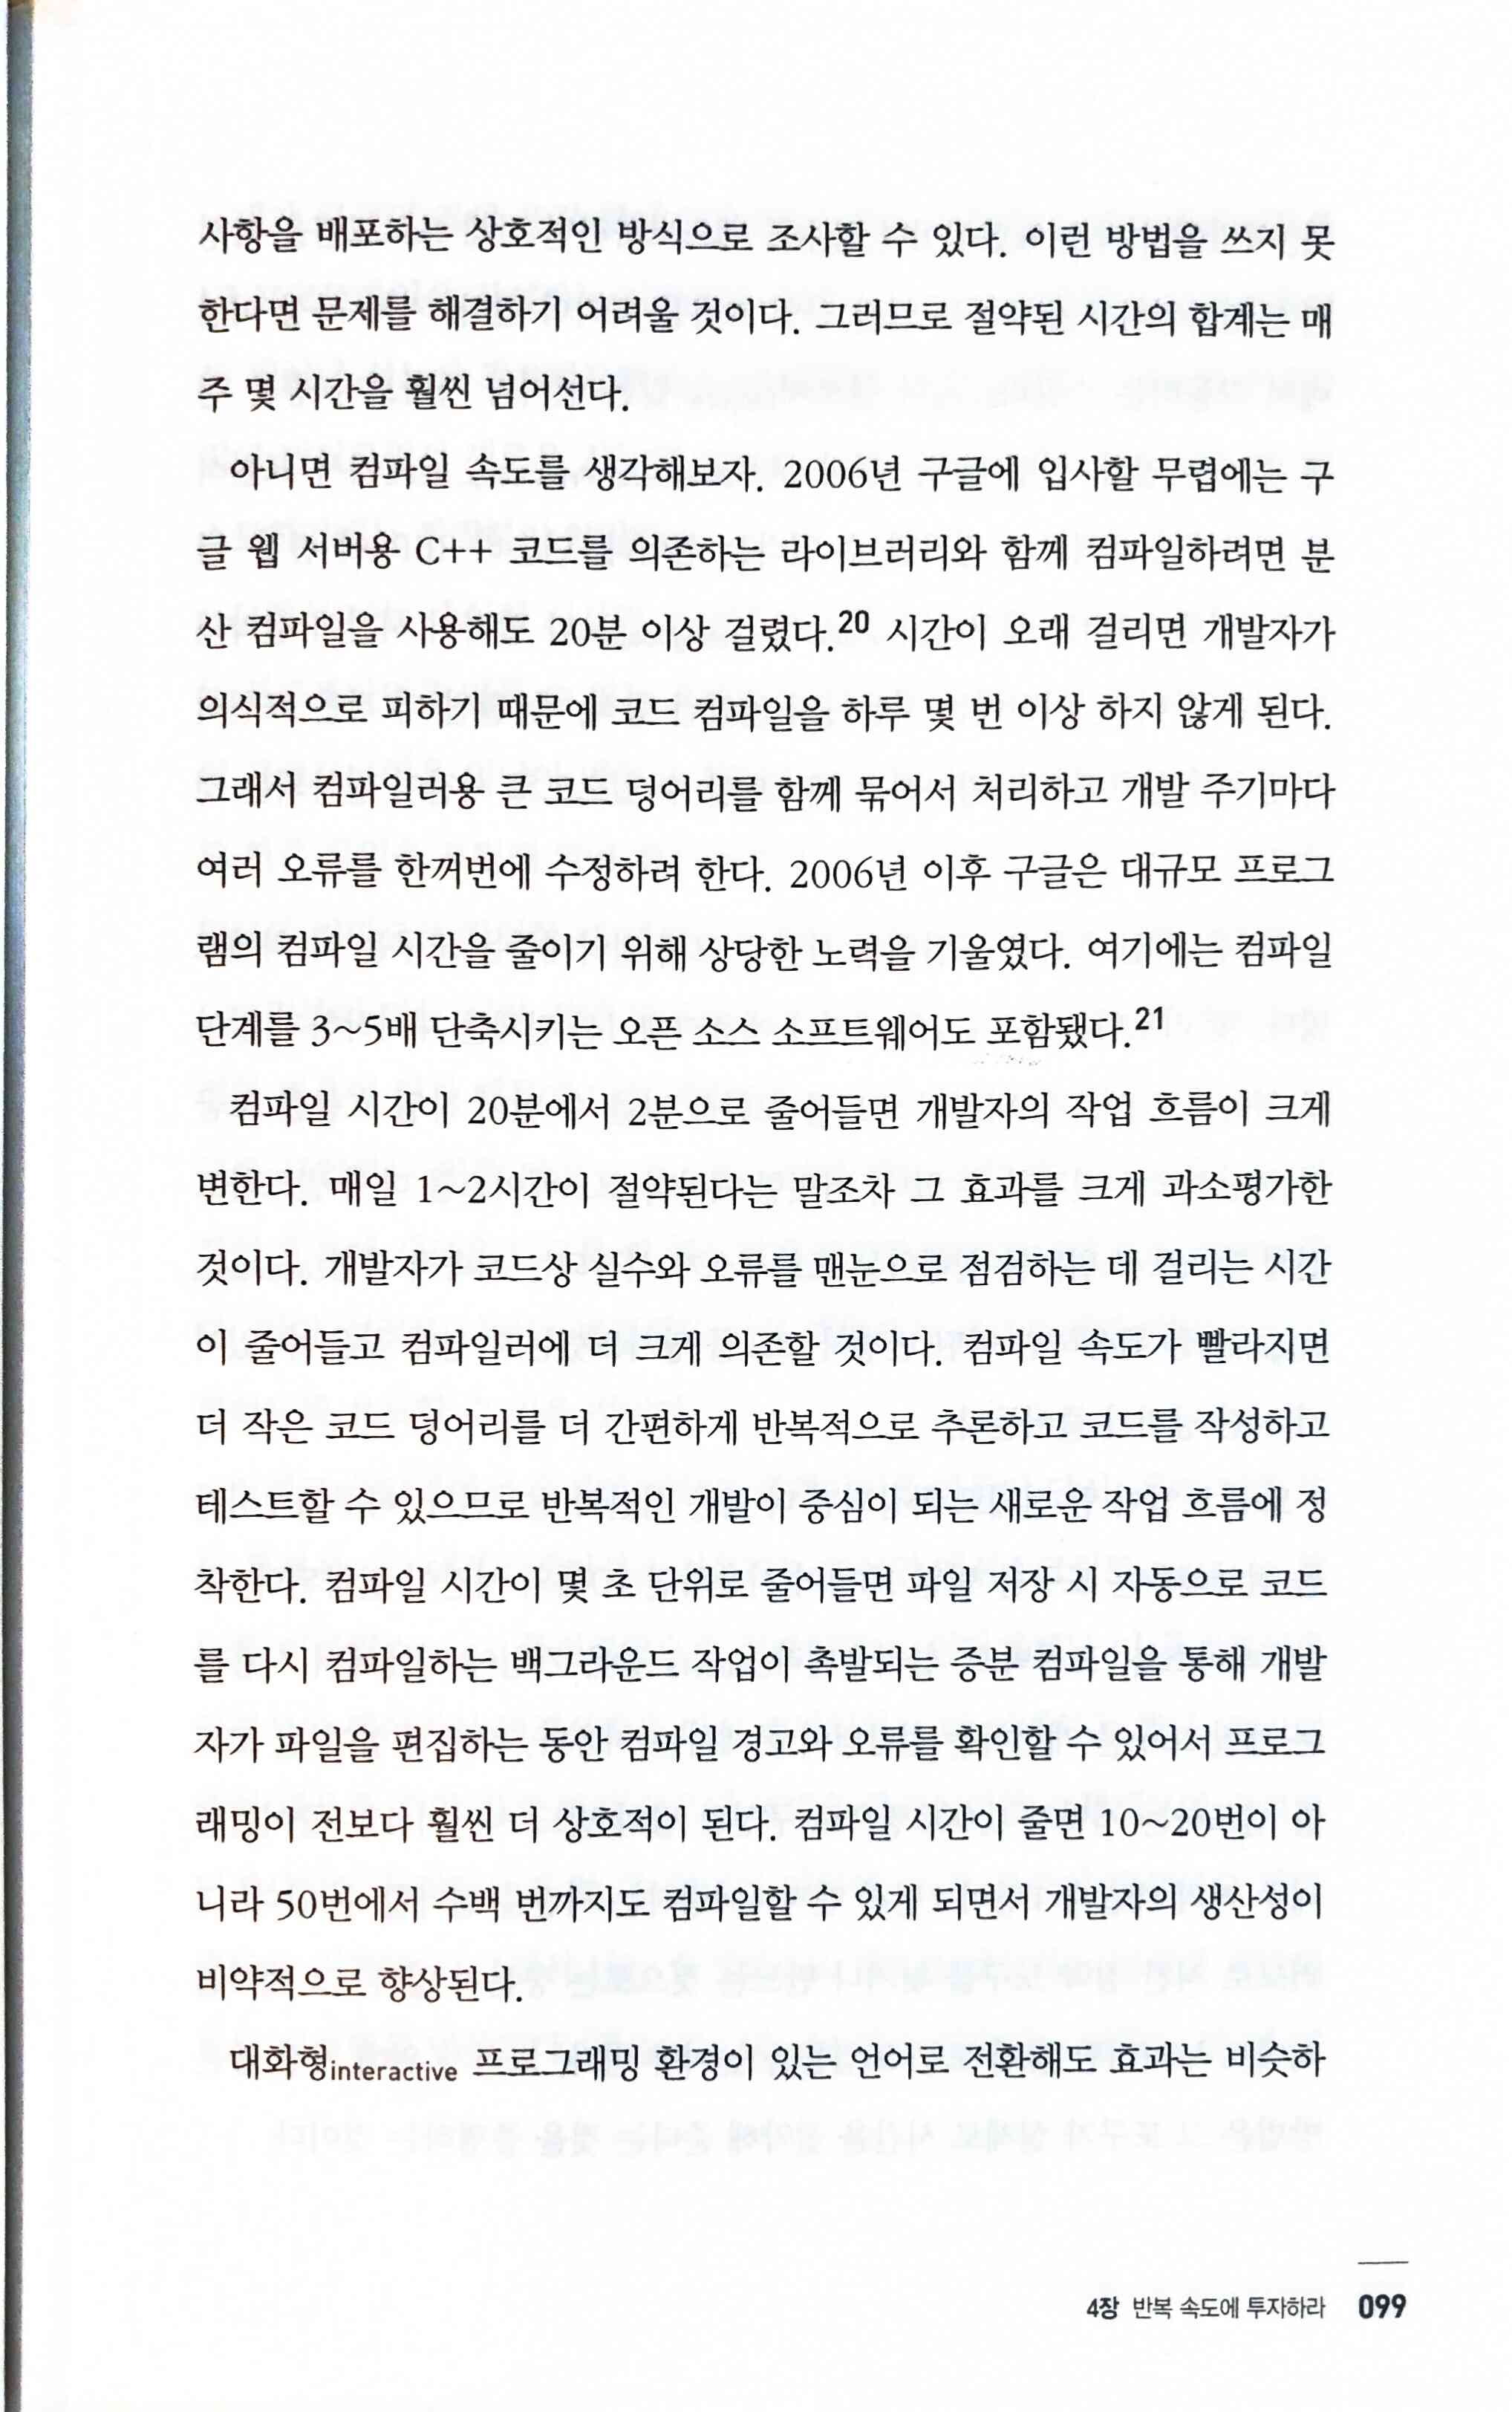 사항을 배포하는 상호적인 방식으로 조사할 수 있다. 이런 방법을 쓰지 못
한다면 문제를 해결하기 어려울 것이다. 그러므로 절약된 시간의 합계는 매
주 몇 시간을 훨씬 넘어선다.
아니면 컴파일 속도를 생각해보자. 2006년 구글에 입사할 무렵에는 구
글 웹 서버용 C++ 코드를 의존하는 라이브러리와 함께 컴파일하려면 분
산 컴파일을 사용해도 20분 이상 걸렸다.20 시간이 오래 걸리면 개발자가
의식적으로 피하기 때문에 코드 컴파일을 하루 몇 번 이상 하지 않게 된다.
그래서 컴파일러용 큰 코드 덩어리를 함께 묶어서 처리하고 개발 주기마다
여러 오류를 한꺼번에 수정하려 한다. 2006년 이후 구글은 대규모 프로그
램의 컴파일 시간을 줄이기 위해 상당한 노력을 기울였다. 여기에는 컴파일
단계를 3~5배 단축시키는 오픈 소스 소프트웨어도 포함됐다.21
컴파일 시간이 20분에서 2분으로 줄어들면 개발자의 작업 흐름이 크게
변한다. 매일 1~2시간이 절약된다는 말조차 그 효과를 크게 과소평가한
것이다. 개발자가 코드상 실수와 오류를 맨눈으로 점검하는 데 걸리는 시간
이 줄어들고 컴파일러에 더 크게 의존할 것이다. 컴파일 속도가 빨라지면
더 작은 코드 덩어리를 더 간편하게 반복적으로 추론하고 코드를 작성하고
테스트할 수 있으므로 반복적인 개발이 중심이 되는 새로운 작업 흐름에 정
착한다. 컴파일 시간이 몇 초 단위로 줄어들면 파일 저장 시 자동으로 코드
를 다시 컴파일하는 백그라운드 작업이 촉발되는 증분 컴파일을 통해 개발
자가 파일을 편집하는 동안 컴파일 경고와 오류를 확인할 수 있어서 프로그
래밍이 전보다 훨씬 더 상호적이 된다. 컴파일 시간이 줄면 10~20번이 아
니라 50번에서 수백 번까지도 컴파일할 수 있게 되면서 개발자의 생산성이
비약적으로 향상된다.
대화형interactive 프로그래밍 환경이 있는 언어로 전환해도 효과는 비슷하
4장 반복 속도에 투자하라 099